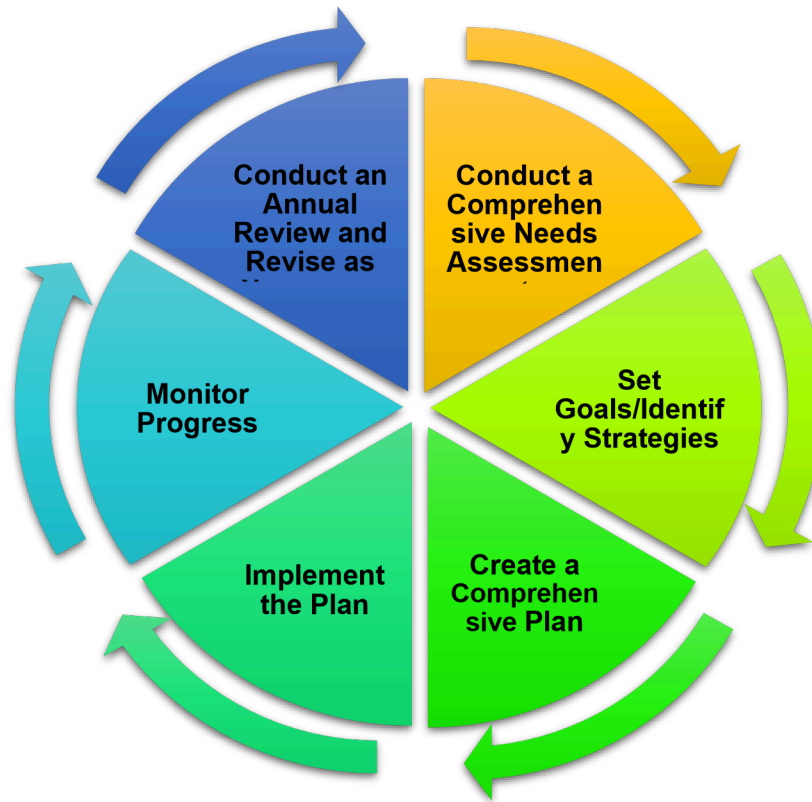 Conduct a
Comprehen
sive Needs
Assessmen
Set
Goals/Identif
y Strategies
Create a
Comprehen
sive Plan
Implement
the Plan
Monitor
Progress
Conduct an
Annual
Review and
Revise as